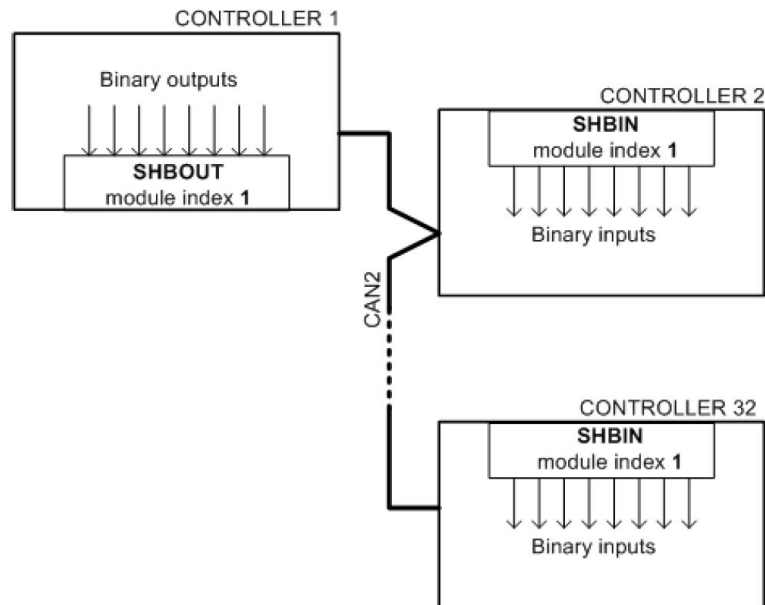 CONTROLLER 1
Binary outputs
SHBOUT
module index 1
CONTROLLER 2
SHBIN
module index 1
Binary inputs
CAN2
CONTROLLER 32
SHBIN
module index 1
Binary inputs